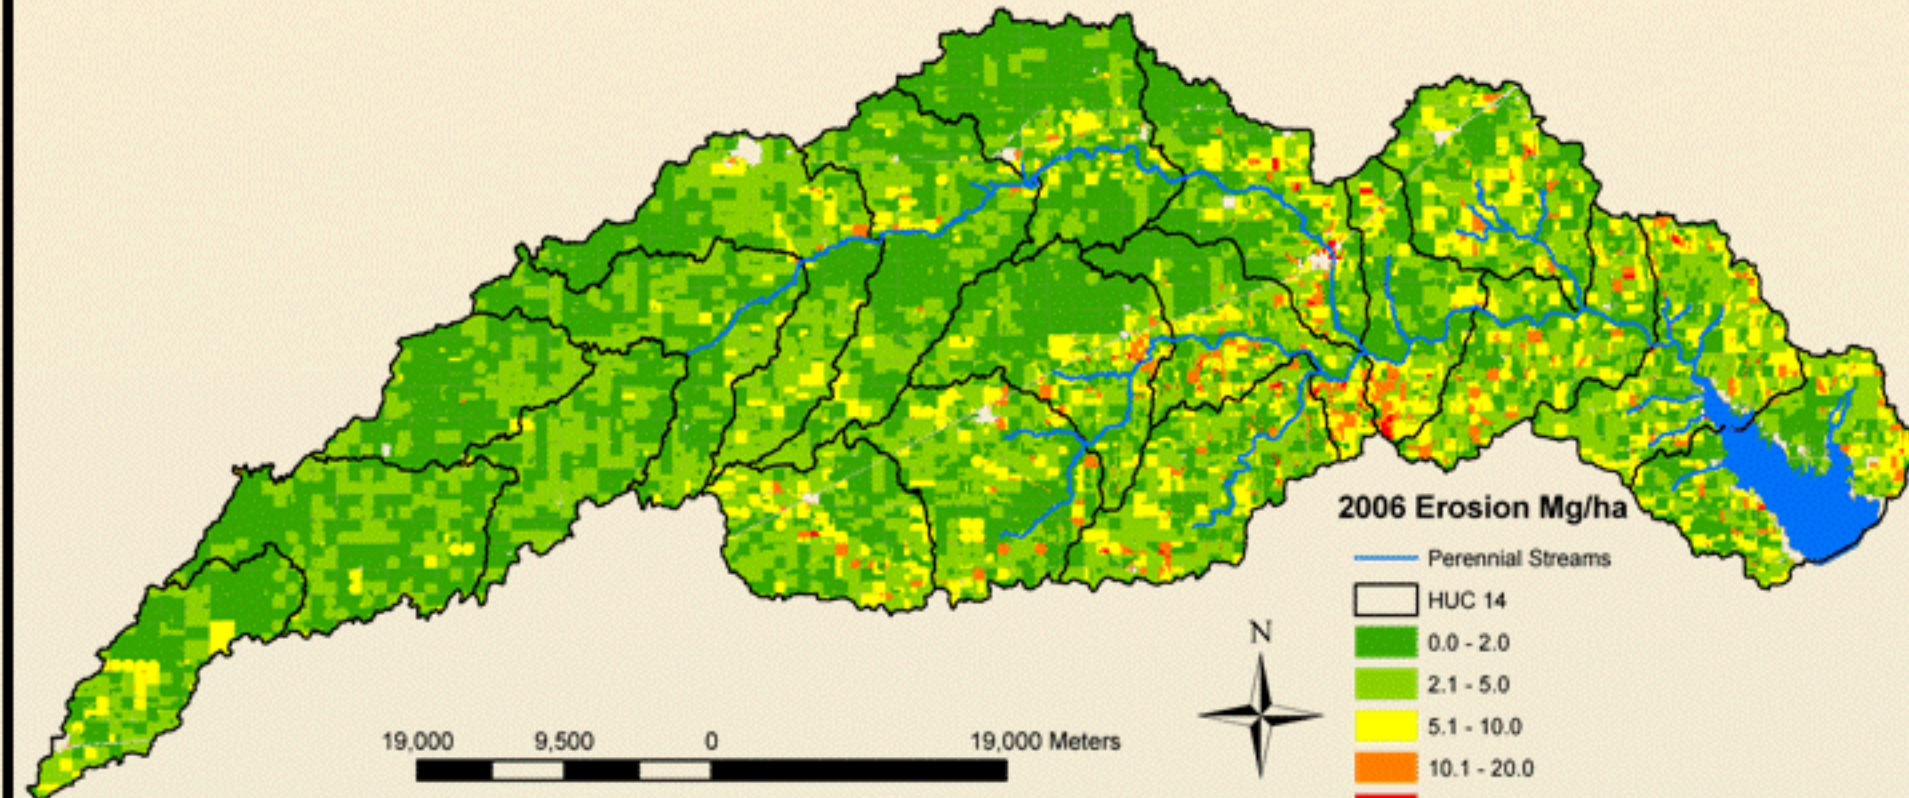 2006 Erosion Mg/ha
Perennial Streams
HUC 14
0.0 - 2.0
2.1 - 5.0
5.1 - 10.0
10.1 - 20.0
N
19,000 9,500 0 19,000 Meters